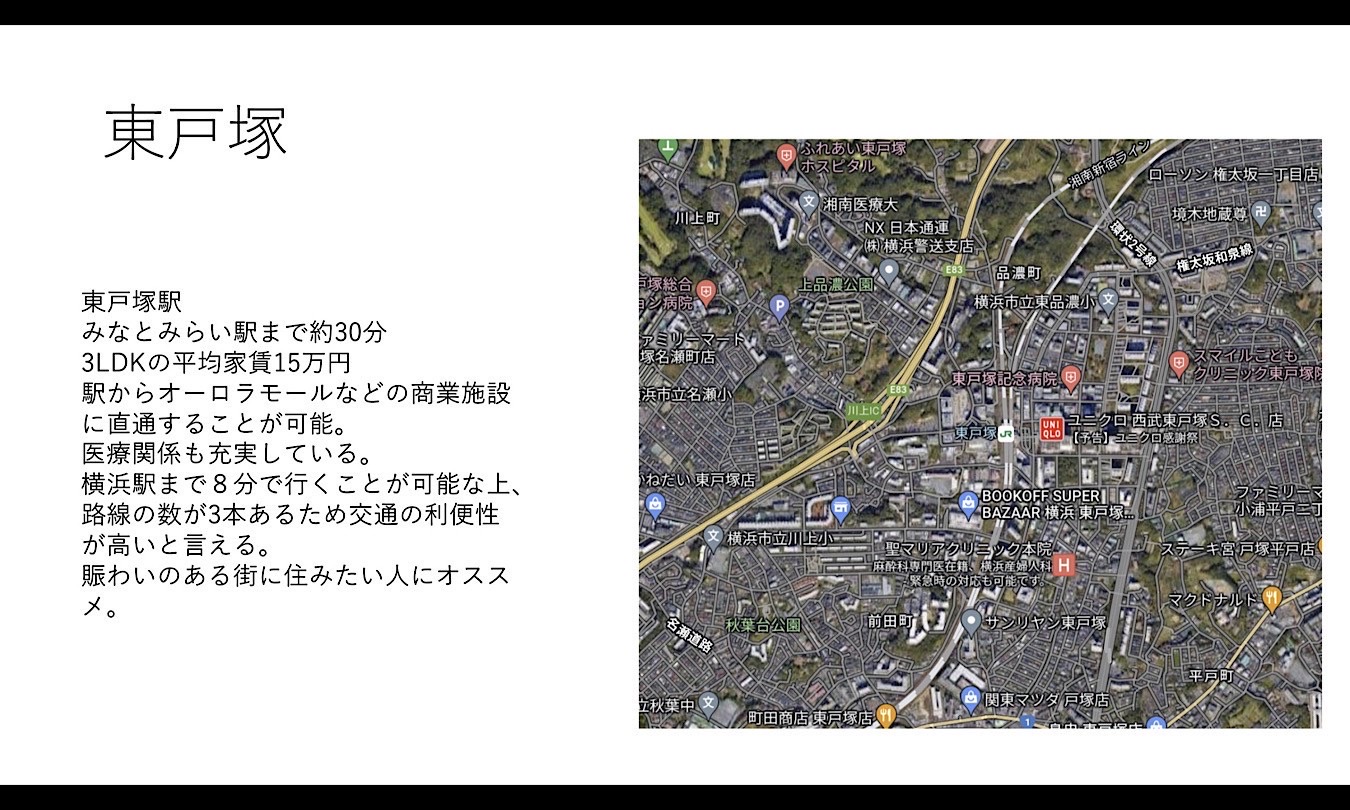 東戸塚
東戸塚駅
みなとみらい駅まで約30分
3LDKの平均家賃15万円
駅からオーロラモールなどの商業施設
に直通することが可能。
医療関係も充実している。
横浜駅まで８分で行くことが可能な上、
路線の数が3本あるため交通の利便性
が高いと言える。
賑わいのある街に住みたい人にオスス
メ。
ふれあい東戸塚
ホスピタル
湘南新宿ライン
ローソン 権太坂一丁目店
川上町
湘南医療大
境木地蔵尊
NX 日本通運
㈱横浜警送支店
環状2号線
権太坂和泉線
E83
品濃町
戸塚総合
ョン病院
上品濃公園
横浜市立東品濃小
P
ァミリーマート
塚名瀬町店
スマイルこども
クリニック東戸塚院
東戸塚記念病院
浜市立名瀬小
E83
川上IC
東戸塚
JR
UNI
QLO
ユニクロ 西武東戸塚Ｓ．Ｃ．店
【予告】ユニクロ感謝祭
かねだい 東戸塚店
BOOKOFF SUPER
BAZAAR 横浜 東戸塚...
ファミリーマ
小浦平戸二丁
横浜市立川上小
聖マリアクリニック本院
麻酔科専門医在籍、横浜産婦人科
緊急時の対応も可能です。
H
ステーキ宮 戸塚平戸店
マクドナルド
名瀬道路
秋葉台公園
前田町
サンリヤン東戸塚
平戸町
立秋葉中
関東マツダ 戸塚店
町田商店 東戸塚店
1